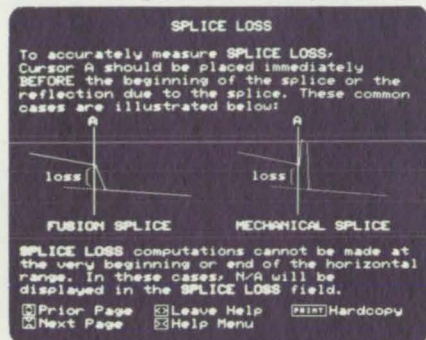 SPLICE LOSS
To accurately measure SPLICE LOSS,
Cursor A should be placed immediately
BEFORE the beginning of the splice or the
reflection due to the splice. These common
cases are illustrated below:
A A
loss loss
FUSION SPLICE MECHANICAL SPLICE
SPLICE LOSS computations cannot be made at
the very beginning or end of the horizontal
range. In these cases, N/A will be
displayed in the SPLICE LOSS field.
Prior Page Leave Help PRINT Hardcopy
Next Page Help Menu